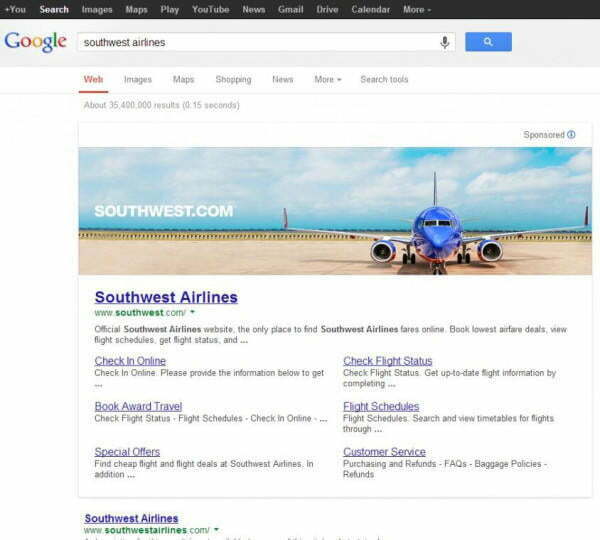 +You Search Images Maps Play YouTube News Gmail Drive Calendar More
Google southwest airlines
Web Images Maps Shopping News More Search tools
About 35,400,000 results (0.15 seconds)
Sponsored
SOUTHWEST.COM
Southwest Airlines
www.southwest.com/
Official Southwest Airlines website, the only place to find Southwest Airlines fares online. Book lowest airfare deals, view
flight schedules, get flight status, and ...
Check In Online
Check In Online. Please provide the information below to get
...
Check Flight Status
Check Flight Status. Get up-to-date flight information by
completing ...
Book Award Travel
Check Flight Status - Flight Schedules - Check In Online - ...
Flight Schedules
Flight Schedules. Search and view timetables for flights
through ...
Special Offers
Find cheap flight and flight deals at Southwest Airlines. In
addition ...
Customer Service
Purchasing and Refunds - FAQs - Baggage Policies -
Refunds
Southwest Airlines
www.southwestairlines.com/